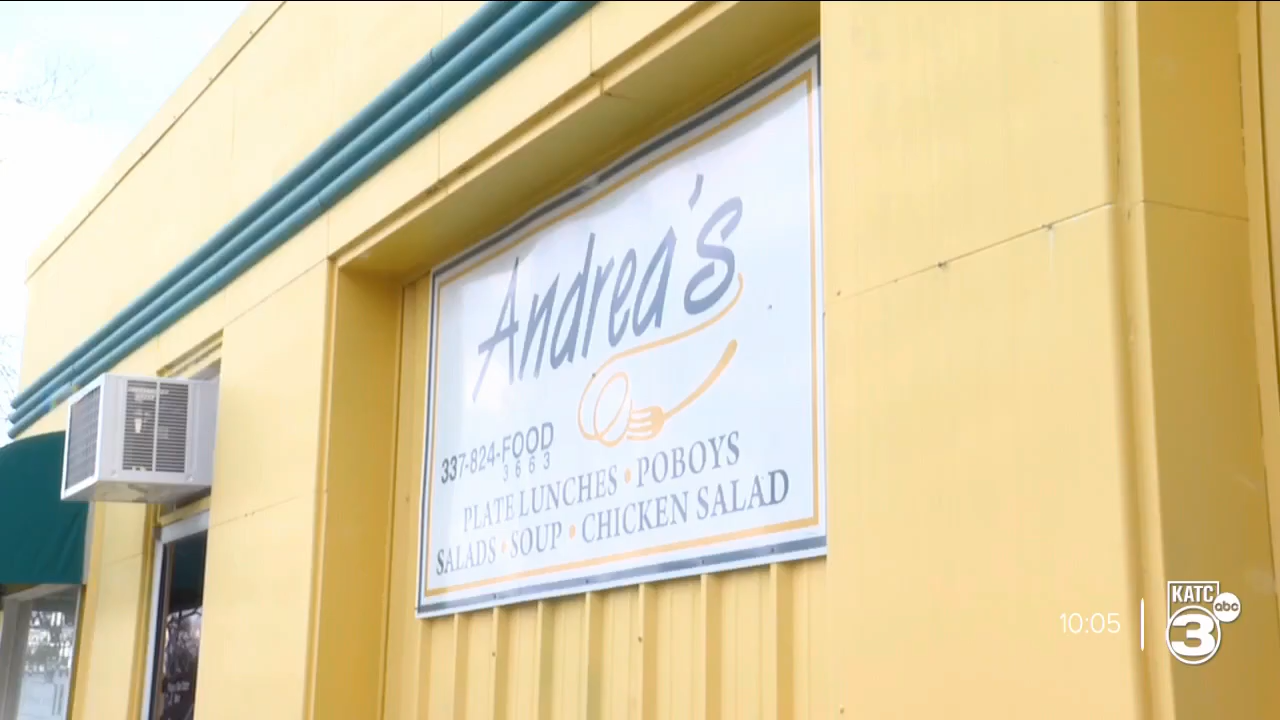 Andrea's
337-824-FOOD
3663
PLATE LUNCHES • POBOYS
SALADS • SOUP • CHICKEN SALAD
10:05
KATC
abc
3